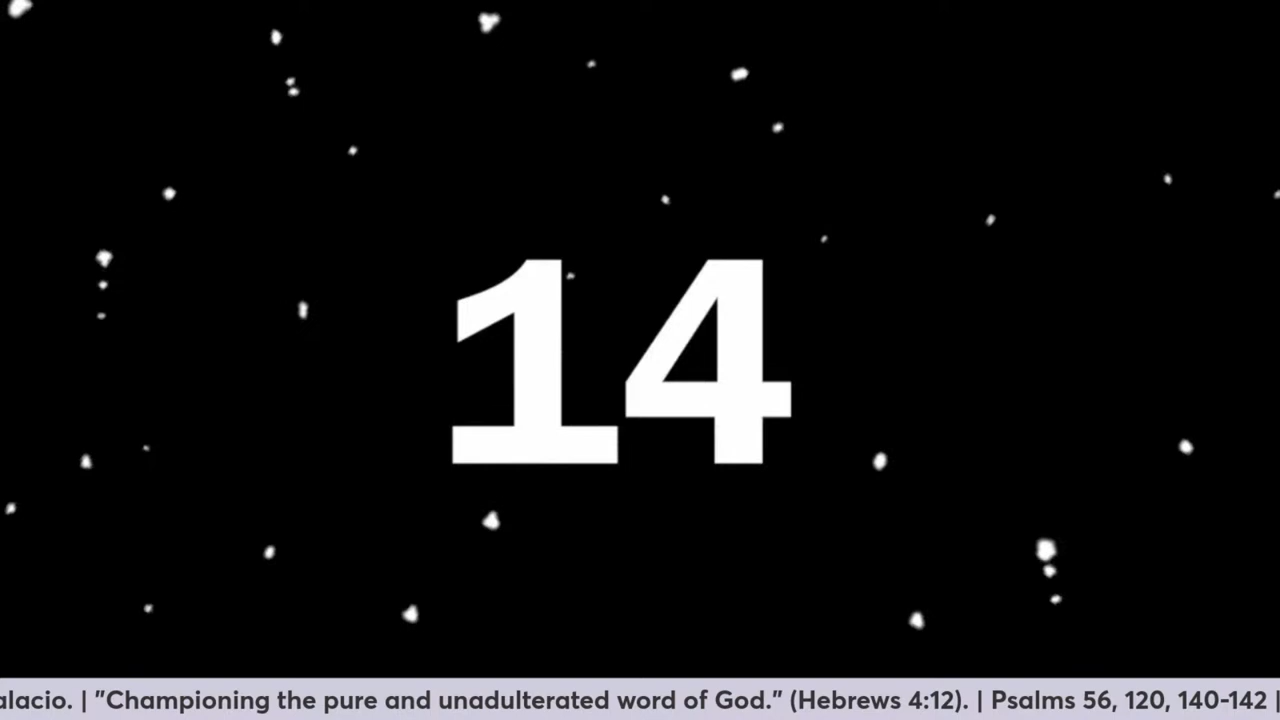 14
alacio. | "Championing the pure and unadulterated word of God." (Hebrews 4:12). | Psalms 56, 120, 140-142 |